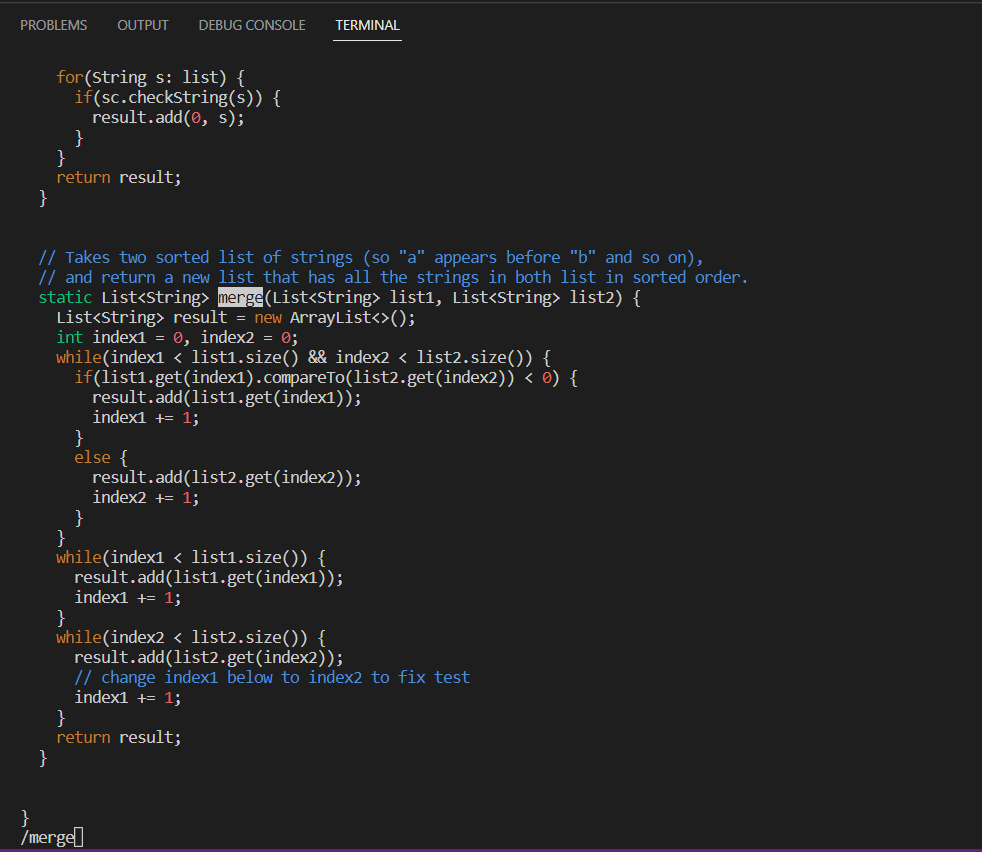 PROBLEMS OUTPUT DEBUG CONSOLE TERMINAL
for(String s: list) {
if(sc.checkString(s)) {
result.add(0, s);
}
}
return result;
}
// Takes two sorted list of strings (so "a" appears before "b" and so on),
// and return a new list that has all the strings in both list in sorted order.
static List<String> merge(List<String> list1, List<String> list2) {
List<String> result = new ArrayList<>();
int index1 = 0, index2 = 0;
while(index1 < list1.size() && index2 < list2.size()) {
if(list1.get(index1).compareTo(list2.get(index2)) < 0) {
result.add(list1.get(index1));
index1 += 1;
}
else {
result.add(list2.get(index2));
index2 += 1;
}
}
while(index1 < list1.size()) {
result.add(list1.get(index1));
index1 += 1;
}
while(index2 < list2.size()) {
result.add(list2.get(index2));
// change index1 below to index2 to fix test
index1 += 1;
}
return result;
}
}
/merge